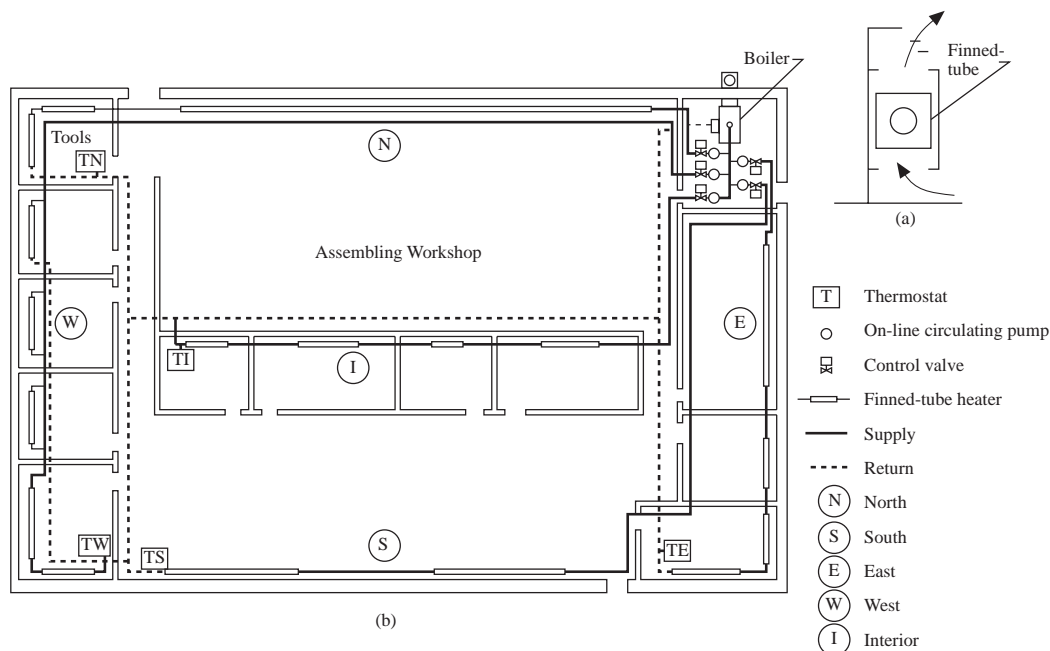 Boiler
Finned-
tube
(a)
Tools
TN
N
Assembling Workshop
W
E
TI
I
TW
TS
S
TE
(b)
T Thermostat
On-line circulating pump
Control valve
Finned-tube heater
Supply
Return
N North
S South
E East
W West
I Interior